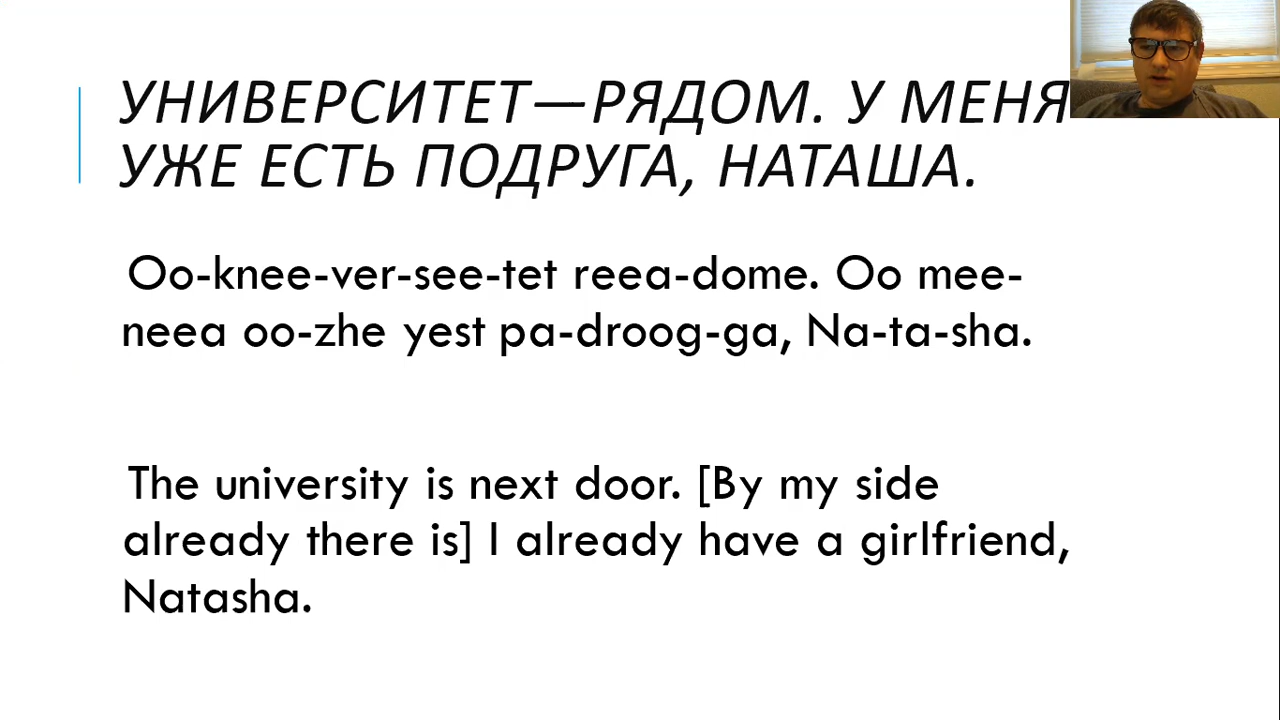 УНИВЕРСИТЕТ—РЯДОМ. У МЕНЯ
УЖЕ ЕСТЬ ПОДРУГА, НАТАША.
Oo-knee-ver-see-tet reea-dome. Oo mee-
neea oo-zhe yest pa-droog-ga, Na-ta-sha.
The university is next door. [By my side
already there is] I already have a girlfriend,
Natasha.